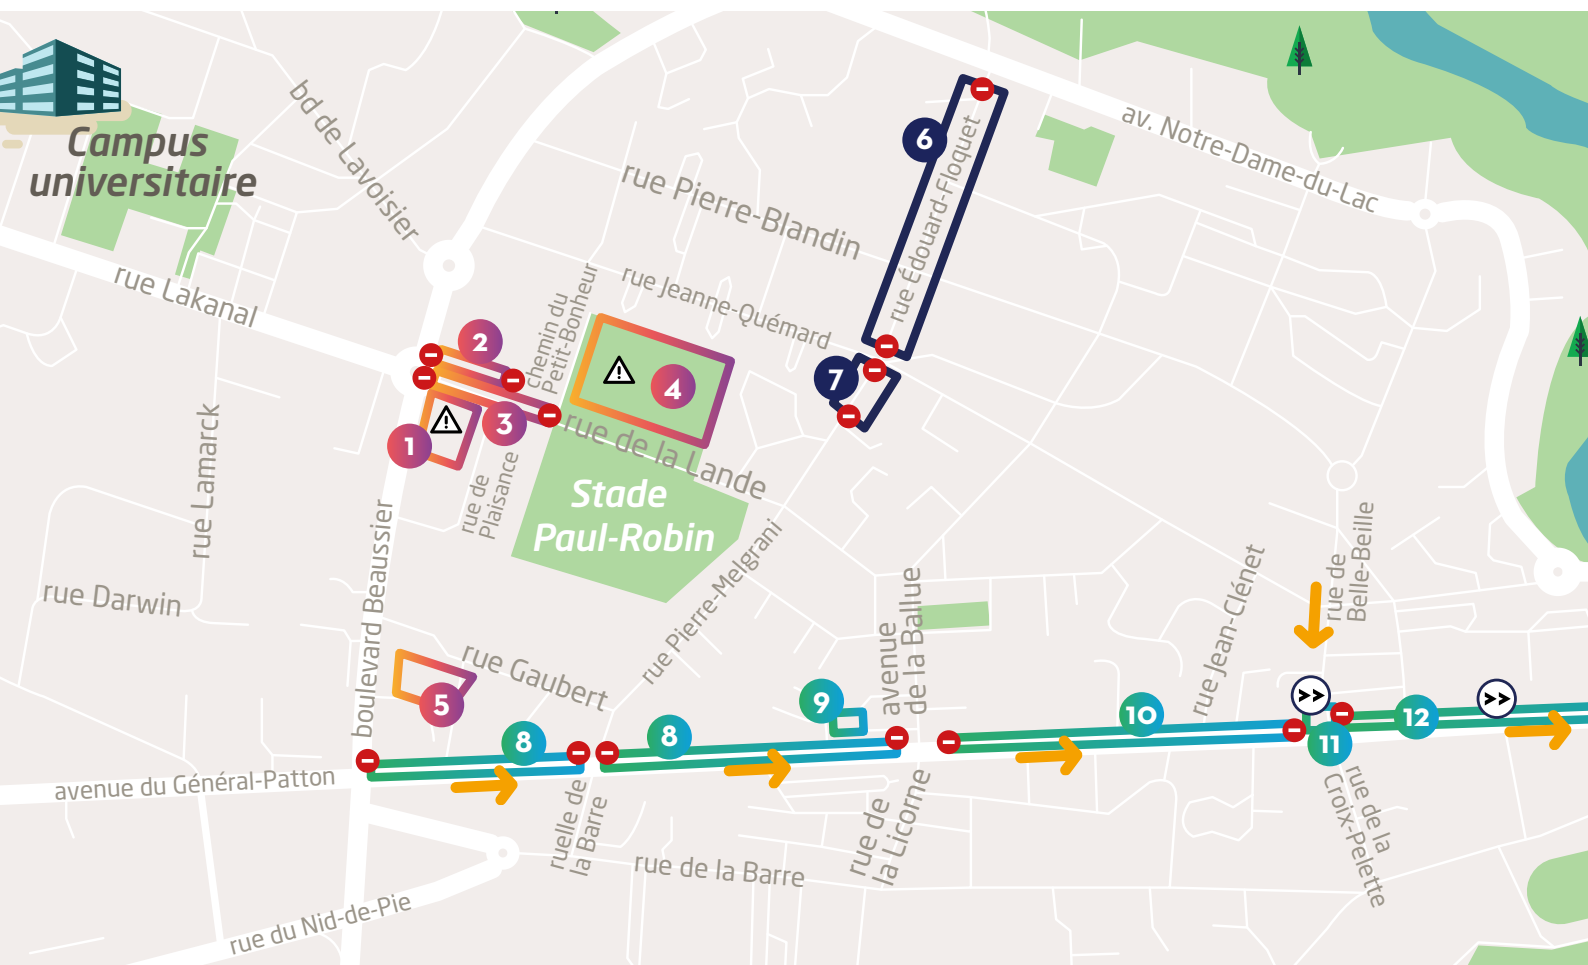 Campus
universitaire
bd de Lavoisier
rue Lakanal
rue Pierre-Blandin
rue Jeanne-Quémard
rue Édouard-Floquet
av. Notre-Dame-du-Lac
6
7
2
chemin du
Petit-Bonheur
4
3
1
rue de la Lande
rue de
Plaisance
Stade
Paul-Robin
rue Lamarck
rue Darwin
boulevard Beaussier
rue Pierre-Melgrani
rue Gaubert
5
avenue
de la Ballue
rue Jean-Clénet
rue de
Belle-Beille
8
8
9
10
11
12
>>
>>
avenue du Général-Patton
ruelle de
la Barre
rue de la Barre
rue de
la Licorne
rue de la
Croix-Pelette
rue du Nid-de-Pie